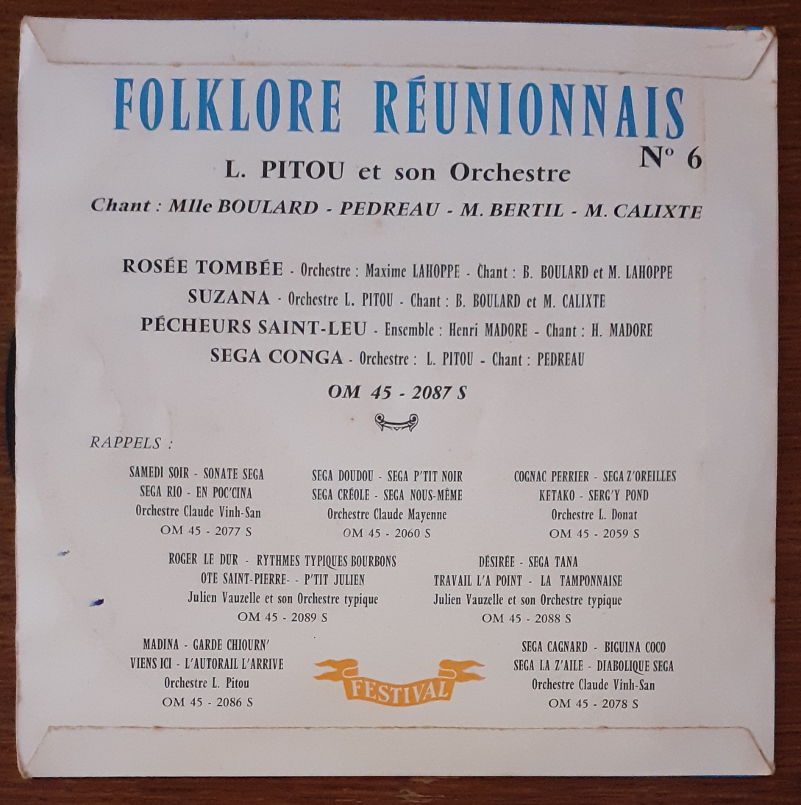 FOLKLORE RÉUNIONNAIS
N° 6
L. PITOU et son Orchestre
Chant : Mlle BOULARD - PEDREAU - M. BERTIL - M. CALIXTE
ROSÉE TOMBÉE - Orchestre : Maxime LAHOPPE - Chant : B. BOULARD et M. LAHOPPE
SUZANA - Orchestre L. PITOU - Chant : B. BOULARD et M. CALIXTE
PÉCHEURS SAINT-LEU - Ensemble : Henri MADORE - Chant : H. MADORE
SEGA CONGA - Orchestre : L. PITOU - Chant : PEDREAU
OM 45 - 2087 S
RAPPELS :
SAMEDI SOIR - SONATE SEGA
SEGA RIO - EN POC'CINA
Orchestre Claude Vinh-San
OM 45 - 2077 S
SEGA DOUDOU - SEGA P'TIT NOIR
SEGA CRÉOLE - SEGA NOUS-MÊME
Orchestre Claude Mayenne
OM 45 - 2060 S
COGNAC PERRIER - SEGA Z'OREILLES
KETAKO - SERG'Y POND
Orchestre L. Donat
OM 45 - 2059 S
ROGER LE DUR - RYTHMES TYPIQUES BOURBONS
OTE SAINT-PIERRE- - P'TIT JULIEN
Julien Vauzelle et son Orchestre typique
OM 45 - 2089 S
DÉSIRÉE - SEGA TANA
TRAVAIL L'A POINT - LA TAMPONNAISE
Julien Vauzelle et son Orchestre typique
OM 45 - 2088 S
MADINA - GARDE CHIOURN'
VIENS ICI - L'AUTORAIL L'ARRIVE
Orchestre L. Pitou
OM 45 - 2086 S
FESTIVAL
SEGA CAGNARD - BIGUINA COCO
SEGA LA Z'AILE - DIABOLIQUE SEGA
Orchestre Claude Vinh-San
OM 45 - 2078 S